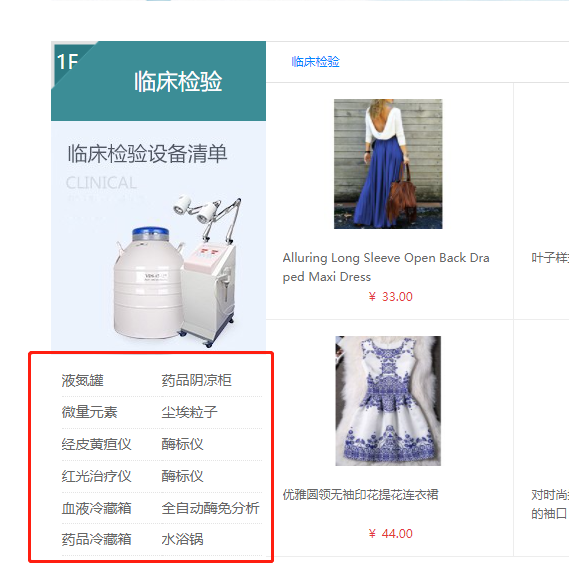 1F
临床检验
临床检验
临床检验设备清单
CLINICAL
Alluring Long Sleeve Open Back Dra
ped Maxi Dress
¥ 33.00
叶子样
液氮罐 药品阴凉柜
微量元素 尘埃粒子
经皮黄疸仪 酶标仪
红光治疗仪 酶标仪
血液冷藏箱 全自动酶免分析
药品冷藏箱 水浴锅
优雅圆领无袖印花提花连衣裙
¥ 44.00
对时尚
的袖口